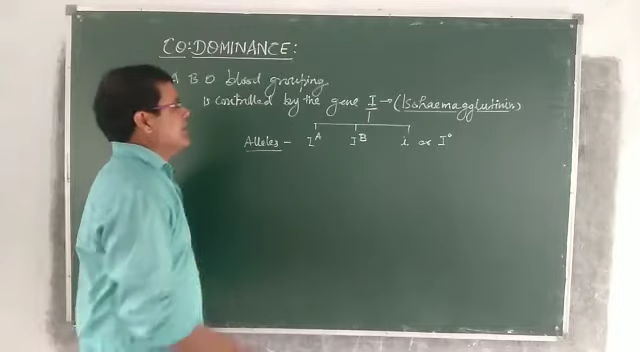 CO:DOMINANCE:
A B O blood grouping
is controlled by the gene I → (Isohaemagglutinin)
Alleles - I^A I^B i or I°